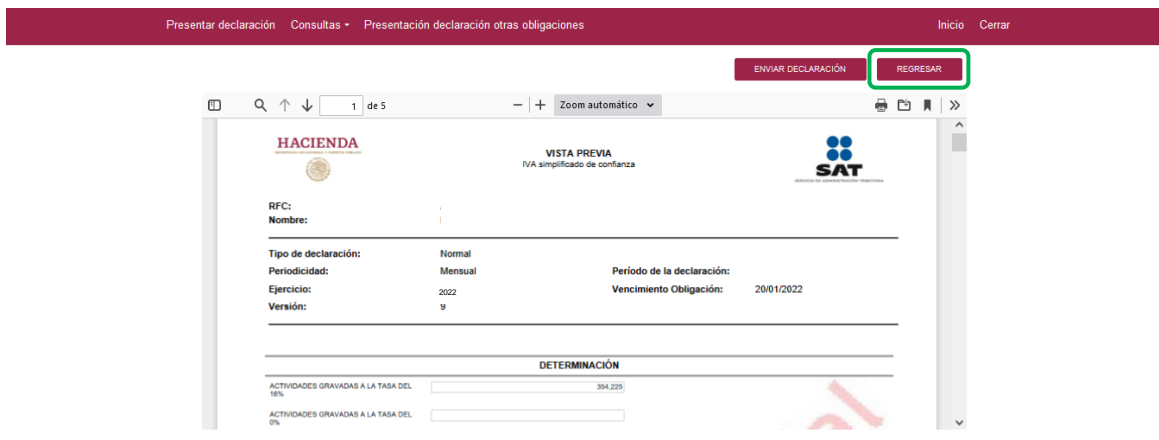 Presentar declaración Consultas Presentación declaración otras obligaciones Inicio Cerrar
ENVIAR DECLARACIÓN REGRESAR
1 de 5 Zoom automático
HACIENDA
VISTA PREVIA
IVA simplificado de confianza
SAT
RFC:
Nombre:
Tipo de declaración: Normal
Periodicidad: Mensual Período de la declaración:
Ejercicio: 2022 Vencimiento Obligación: 20/01/2022
Versión:
DETERMINACIÓN
ACTIVIDADES GRAVADAS A LA TASA DEL 354,225
16%
ACTIVIDADES GRAVADAS A LA TASA DEL
0%